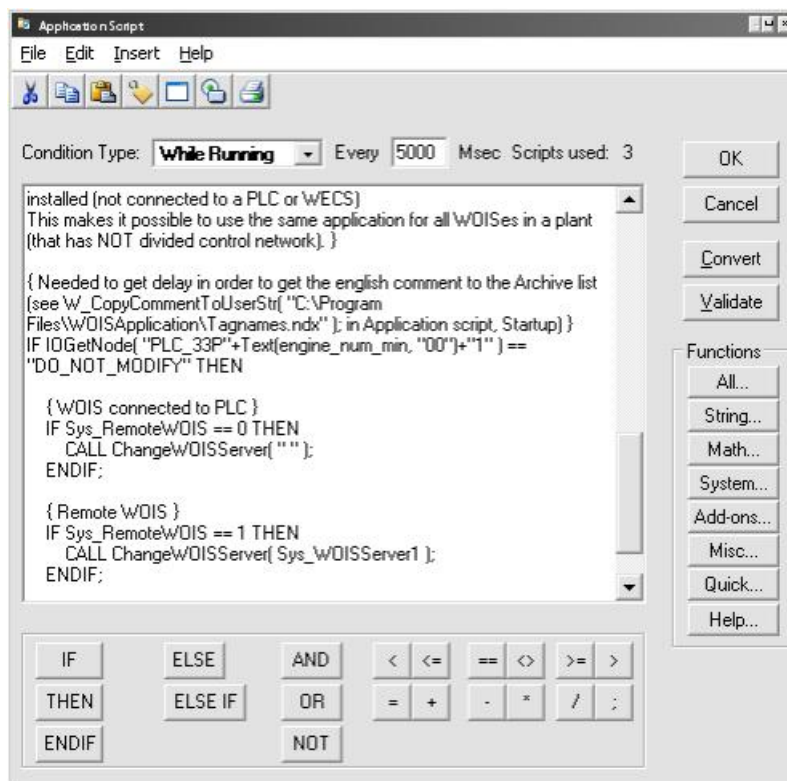 Application Script
File Edit Insert Help
Condition Type: While Running Every 5000 Msec Scripts used: 3
OK
Cancel
Convert
Validate
installed (not connected to a PLC or WECS)
This makes it possible to use the same application for all WOISes in a plant
(that has NOT divided control network). }
{ Needed to get delay in order to get the english comment to the Archive list
(see W_CopyCommentToUserStr( "C:\Program
Files\WOISApplication\Tagnames.ndx" ); in Application script, Startup) }
IF IOGetNode( "PLC_33P"+Text(engine_num_min, "00")+"1" ) ==
"DO_NOT_MODIFY" THEN
{ WOIS connected to PLC }
IF Sys_RemoteWOIS == 0 THEN
CALL ChangeWOISServer( " " );
ENDIF;
{ Remote WOIS }
IF Sys_RemoteWOIS == 1 THEN
CALL ChangeWOISServer( Sys_WOISServer1 );
ENDIF;
Functions
All...
String...
Math...
System...
Add-ons...
Misc...
Quick...
Help...
IF ELSE AND < <= == <> >= >
THEN ELSE IF OR = + - * / ;
ENDIF NOT